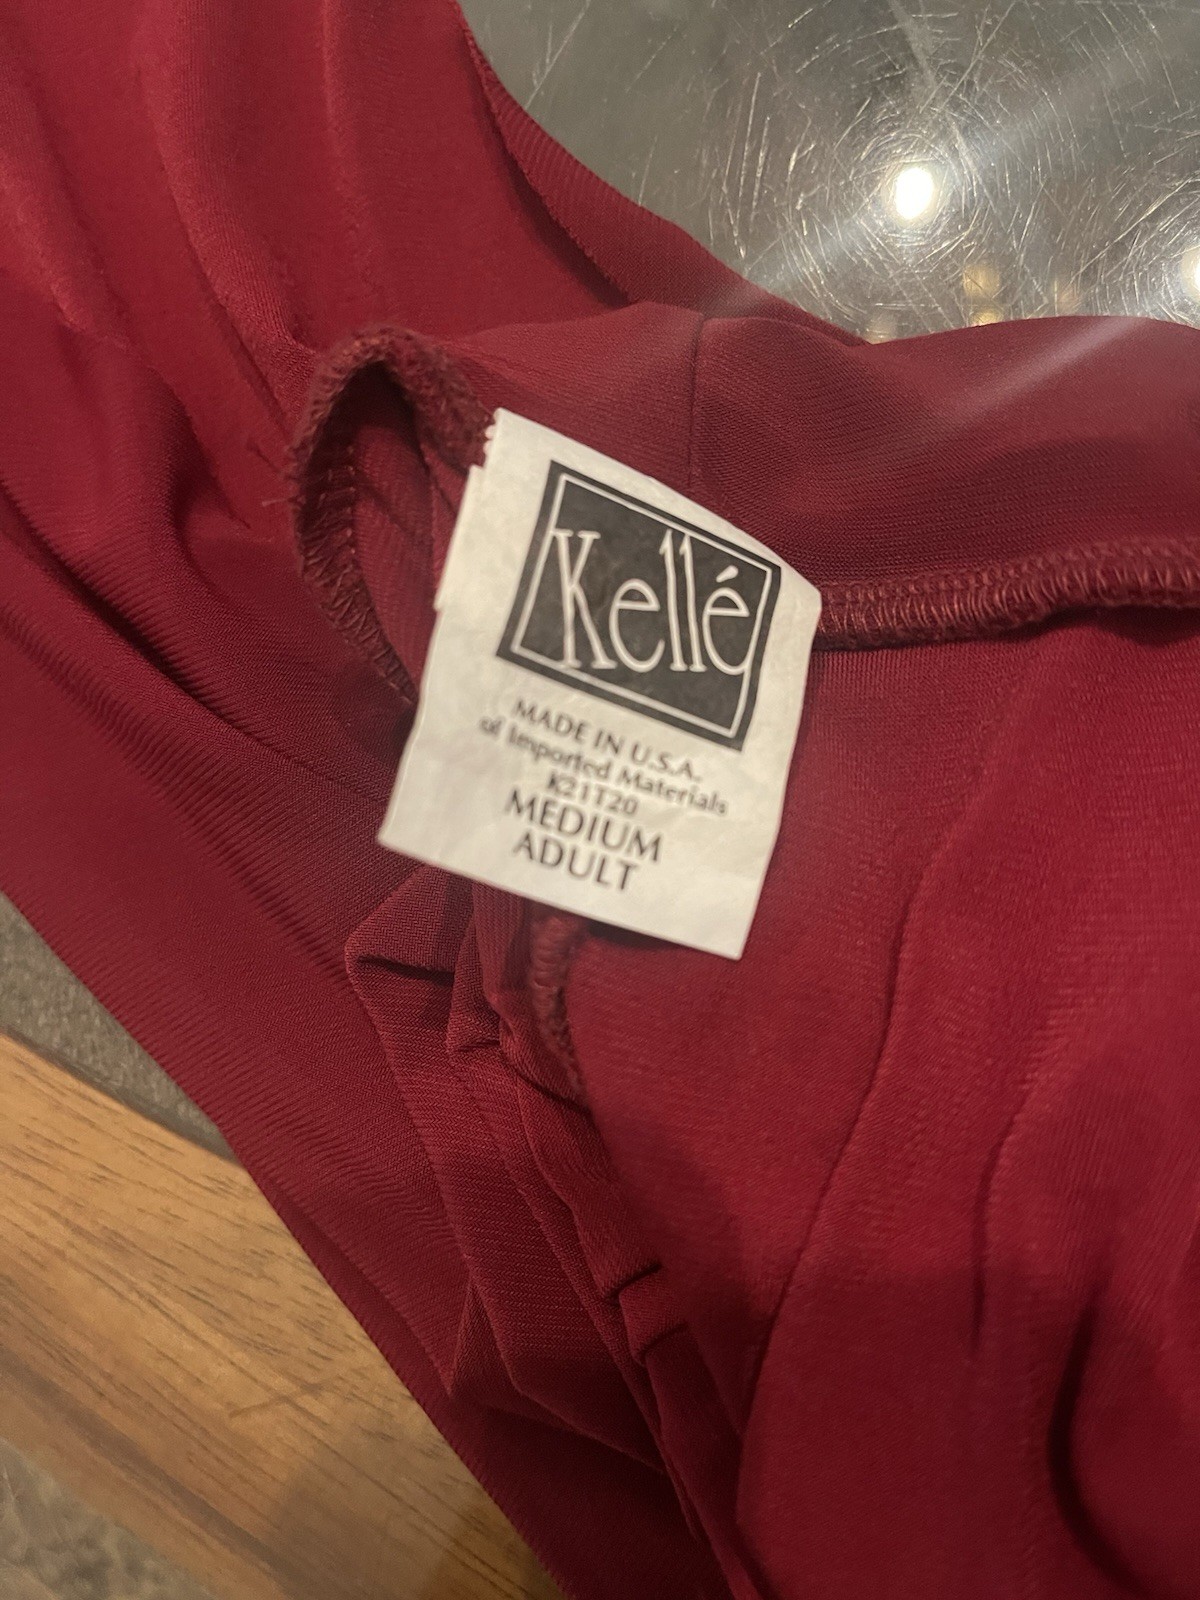 Kellé
MADE IN U.S.A.
of Imported Materials
K21T20
MEDIUM
ADULT